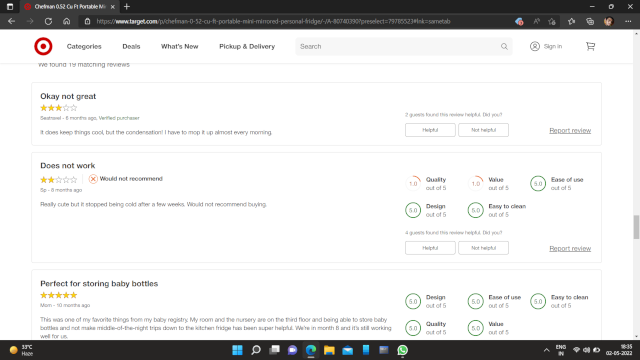 Chefman 0.52 Cu Ft Portable Mini
https://www.target.com/p/chefman-0-52-cu-ft-portable-mini-mirrored-personal-fridge/-/A-80740390?preselect=79785523#lnk=sametab
Categories Deals What's New Pickup & Delivery Search Sign in
We found 19 matching reviews
Okay not great
- 6 months ago, Verified purchaser
It does keep things cool, but the condensation! I have to mop it up almost every morning.
2 guests found this review helpful. Did you?
Helpful Not helpful Report review
Does not work
Would not recommend
Sp - 8 months ago
Really cute but it stopped being cold after a few weeks. Would not recommend buying.
1.0 Quality out of 5
1.0 Value out of 5
5.0 Ease of use out of 5
5.0 Design out of 5
5.0 Easy to clean out of 5
4 guests found this review helpful. Did you?
Helpful Not helpful Report review
Perfect for storing baby bottles
Mom - 10 months ago
This was one of my favorite things from my baby registry. My room and the nursery are on the third floor and being able to store baby
bottles and not make middle-of-the-night trips down to the kitchen fridge has been super helpful. We're in month 8 and it's still working
well for us.
5.0 Design out of 5
5.0 Ease of use out of 5
5.0 Easy to clean out of 5
5.0 Quality out of 5
5.0 Value out of 5
33°C
Haze
ENG
IN
18:35
02-05-2022